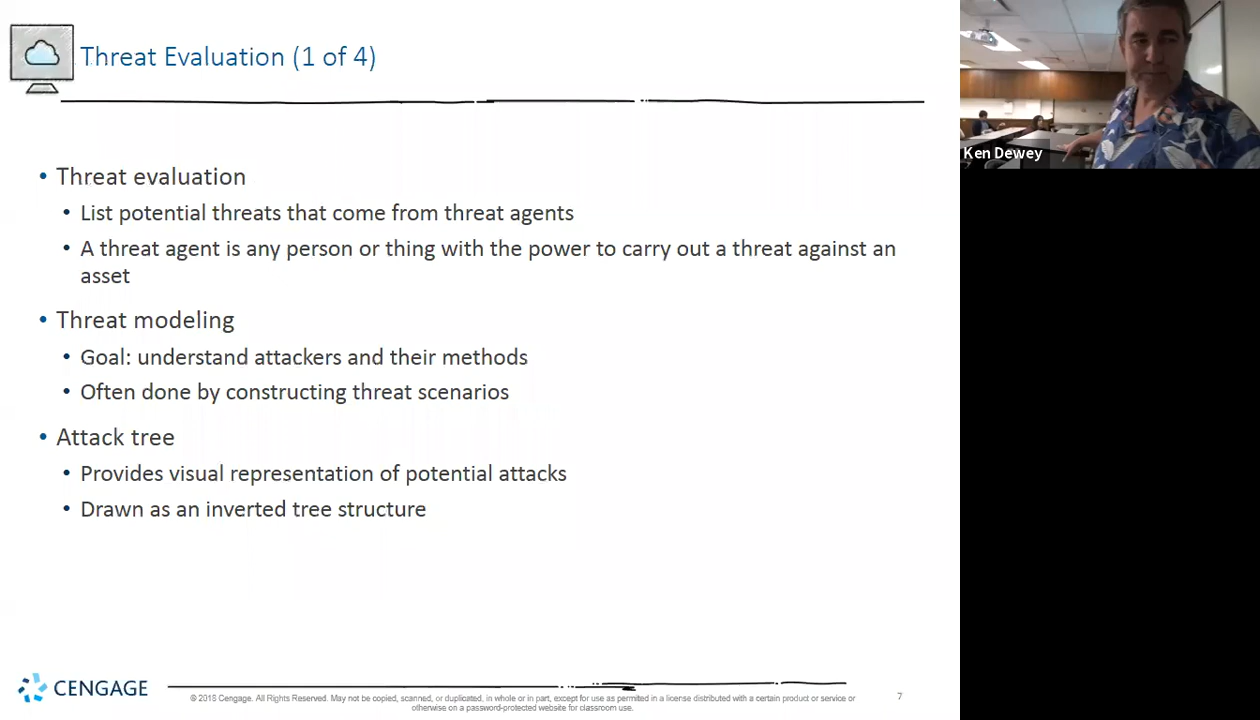 Threat Evaluation (1 of 4)
• Threat evaluation
• List potential threats that come from threat agents
• A threat agent is any person or thing with the power to carry out a threat against an
asset
• Threat modeling
• Goal: understand attackers and their methods
• Often done by constructing threat scenarios
• Attack tree
• Provides visual representation of potential attacks
• Drawn as an inverted tree structure
CENGAGE
© 2018 Cengage. All Rights Reserved. May not be copied, scanned, or duplicated, in whole or in part, except for use as permitted in a license distributed with a certain product or service or
otherwise on a password-protected website for classroom use.
7
Ken Dewey